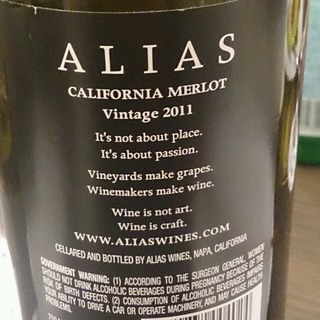 ALIAS
CALIFORNIA MERLOT
Vintage 2011
It's not about place.
It's about passion.
Vineyards make grapes.
Winemakers make wine.
Wine is not art.
Wine is craft.
WWW.ALIASWINES.COM
CELLARED AND BOTTLED BY ALIAS WINES, NAPA, CALIFORNIA
GOVERNMENT WARNING: (1) ACCORDING TO THE SURGEON GENERAL, WOMEN
SHOULD NOT DRINK ALCOHOLIC BEVERAGES DURING PREGNANCY BECAUSE OF THE
RISK OF BIRTH DEFECTS. (2) CONSUMPTION OF ALCOHOLIC BEVERAGES IMPAIRS
YOUR ABILITY TO DRIVE A CAR OR OPERATE MACHINERY, AND MAY CAUSE HEALTH
PROBLEMS.